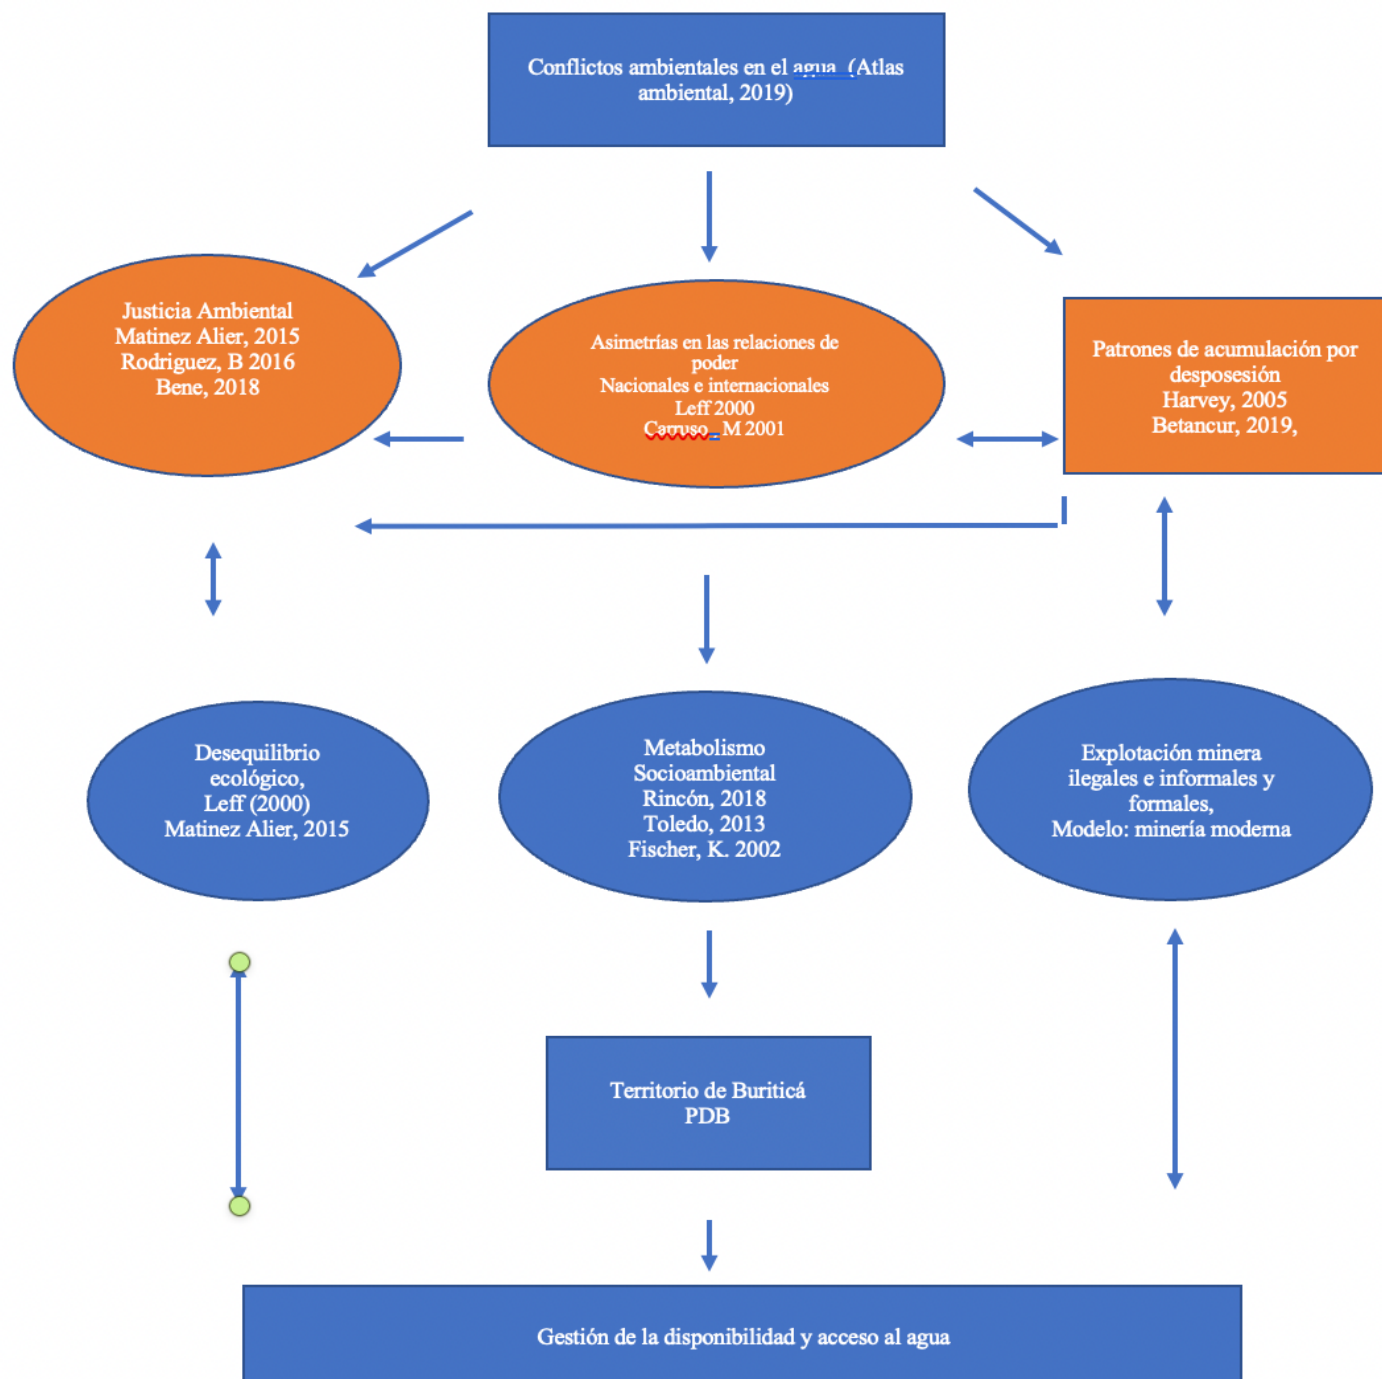 Conflictos ambientales en el agua  (Atlas
ambiental, 2019)
Justicia Ambiental
Matinez Alier, 2015
Rodriguez, B 2016
Bene, 2018
Asimetrías en las relaciones de
poder
Nacionales e internacionales
Leff 2000
Carruso  M 2001
Patrones de acumulación por
desposesión
Harvey, 2005
Betancur, 2019,
Desequilibrio
ecológico,
Leff (2000)
Matinez Alier, 2015
Metabolismo
Socioambiental
Rincón, 2018
Toledo, 2013
Fischer, K. 2002
Explotación minera
ilegales e informales y
formales,
Modelo: minería moderna
Territorio de Buriticá
PDB
Gestión de la disponibilidad y acceso al agua